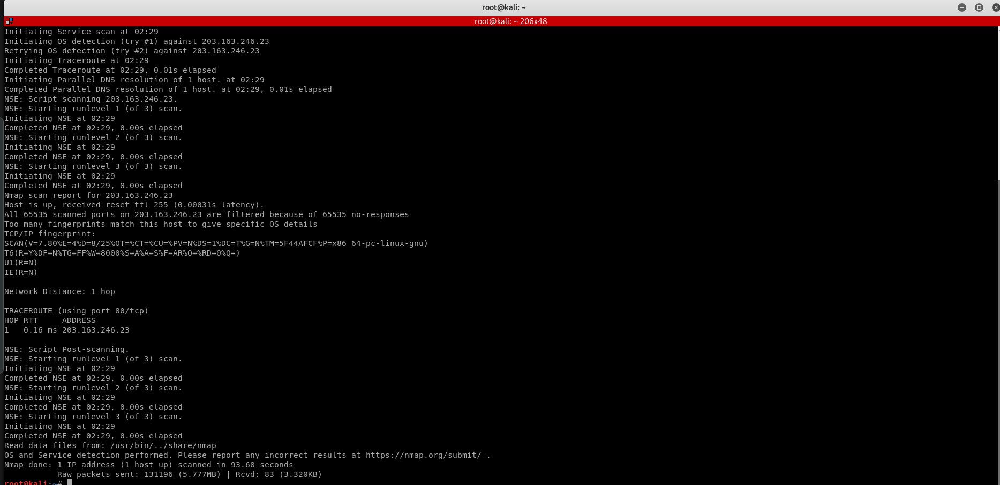 root@kali: ~
root@kali: ~ 206x48
Initiating Service scan at 02:29
Initiating OS detection (try #1) against 203.163.246.23
Retrying OS detection (try #2) against 203.163.246.23
Initiating Traceroute at 02:29
Completed Traceroute at 02:29, 0.01s elapsed
Initiating Parallel DNS resolution of 1 host. at 02:29
Completed Parallel DNS resolution of 1 host. at 02:29, 0.01s elapsed
NSE: Script scanning 203.163.246.23.
NSE: Starting runlevel 1 (of 3) scan.
Initiating NSE at 02:29
Completed NSE at 02:29, 0.00s elapsed
NSE: Starting runlevel 2 (of 3) scan.
Initiating NSE at 02:29
Completed NSE at 02:29, 0.00s elapsed
NSE: Starting runlevel 3 (of 3) scan.
Initiating NSE at 02:29
Completed NSE at 02:29, 0.00s elapsed
Nmap scan report for 203.163.246.23
Host is up, received reset ttl 255 (0.00031s latency).
All 65535 scanned ports on 203.163.246.23 are filtered because of 65535 no-responses
Too many fingerprints match this host to give specific OS details
TCP/IP fingerprint:
SCAN(V=7.80%E=4%D=8/25%OT=%CT=%CU=%PV=N%DS=1%DC=T%G=N%TM=5F44AFCF%P=x86_64-pc-linux-gnu)
T6(R=Y%DF=N%TG=FF%W=8000%S=A%A=S%F=AR%O=%RD=0%Q=)
U1(R=N)
IE(R=N)
Network Distance: 1 hop
TRACEROUTE (using port 80/tcp)
HOP RTT     ADDRESS
1   0.16 ms 203.163.246.23
NSE: Script Post-scanning.
NSE: Starting runlevel 1 (of 3) scan.
Initiating NSE at 02:29
Completed NSE at 02:29, 0.00s elapsed
NSE: Starting runlevel 2 (of 3) scan.
Initiating NSE at 02:29
Completed NSE at 02:29, 0.00s elapsed
NSE: Starting runlevel 3 (of 3) scan.
Initiating NSE at 02:29
Completed NSE at 02:29, 0.00s elapsed
Read data files from: /usr/bin/../share/nmap
OS and Service detection performed. Please report any incorrect results at https://nmap.org/submit/ .
Nmap done: 1 IP address (1 host up) scanned in 93.68 seconds
           Raw packets sent: 131196 (5.777MB) | Rcvd: 83 (3.320KB)
root@kali:~#